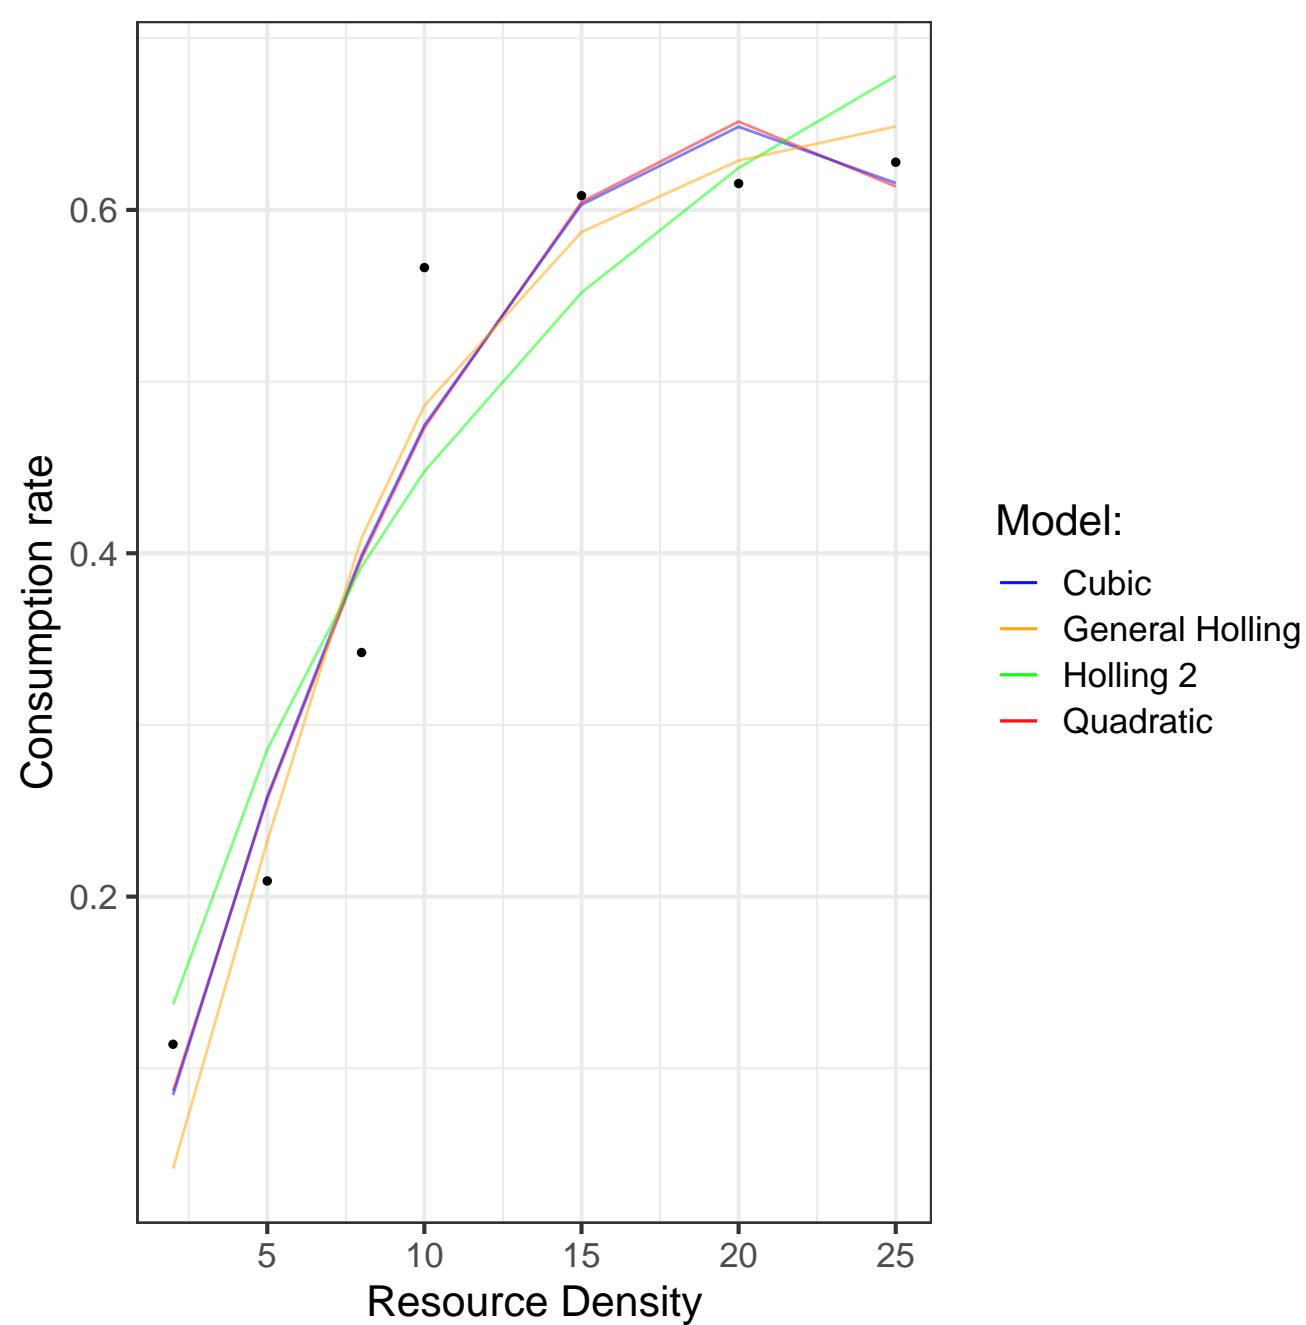 Consumption rate
0.6
0.4
0.2
5 10 15 20 25
Resource Density
Model:
Cubic
General Holling
Holling 2
Quadratic